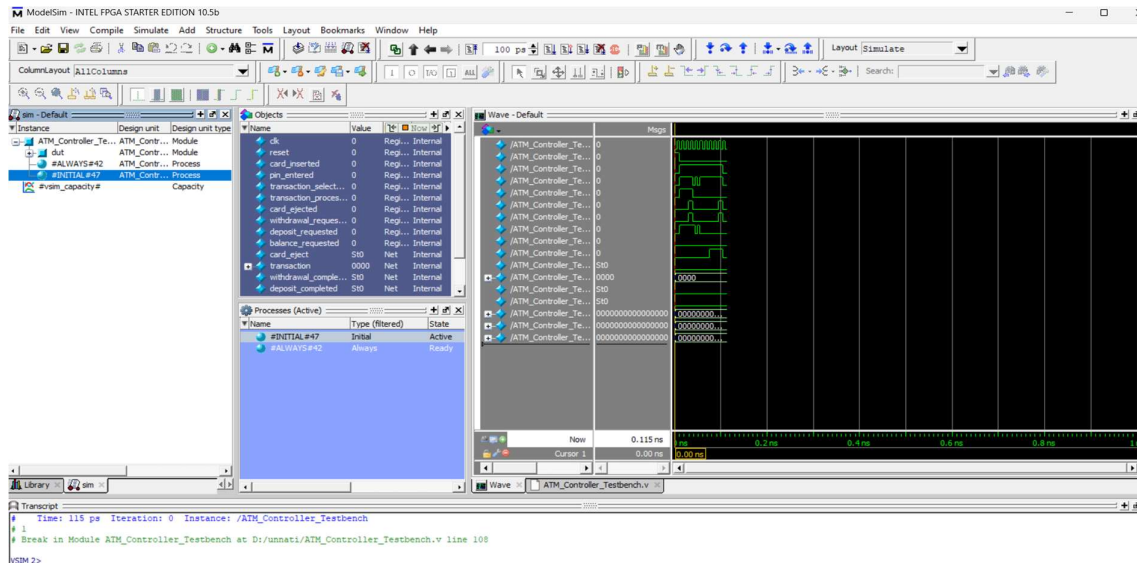 ModelSim - INTEL FPGA STARTER EDITION 10.5b
File Edit View Compile Simulate Add Structure Tools Layout Bookmarks Window Help
100 ps
Layout Simulate
ColumnLayout AllColumns
Search:
sim - Default
Instance Design unit Design unit type
ATM_Controller_Te... ATM_Contr... Module
dut ATM_Contr... Module
#ALWAYS#42 ATM_Contr... Process
#INITIAL#47 ATM_Contr... Process
#vsim_capacity# Capacity
Library sim
Objects
Name Value Now
clk 0 Regi... Internal
reset 0 Regi... Internal
card_inserted 0 Regi... Internal
pin_entered 0 Regi... Internal
transaction_select... 0 Regi... Internal
transaction_proces... 0 Regi... Internal
card_ejected 0 Regi... Internal
withdrawal_reques... 0 Regi... Internal
deposit_requested 0 Regi... Internal
balance_requested 0 Regi... Internal
card_eject St0 Net Internal
transaction 0000 Net Internal
withdrawal_comple... St0 Net Internal
deposit_completed St0 Net Internal
Processes (Active)
Name Type (filtered) State
#INITIAL#47 Initial Active
#ALWAYS#42 Always Ready
Wave - Default
Msgs
/ATM_Controller_Te... 0
/ATM_Controller_Te... 0
/ATM_Controller_Te... 0
/ATM_Controller_Te... 0
/ATM_Controller_Te... 0
/ATM_Controller_Te... 0
/ATM_Controller_Te... 0
/ATM_Controller_Te... 0
/ATM_Controller_Te... 0
/ATM_Controller_Te... 0
/ATM_Controller_Te... St0
/ATM_Controller_Te... 0000 0000
/ATM_Controller_Te... St0
/ATM_Controller_Te... St0
/ATM_Controller_Te... 0000000000000000 00000000...
/ATM_Controller_Te... 0000000000000000 00000000...
/ATM_Controller_Te... 0000000000000000 00000000...
Now 0.115 ns 0.2 ns 0.4 ns 0.6 ns 0.8 ns
Cursor 1 0.00 ns 0.00 ns
Wave ATM_Controller_Testbench.v
Transcript
# Time: 115 ps Iteration: 0 Instance: /ATM_Controller_Testbench
# 1
# Break in Module ATM_Controller_Testbench at D:/unnati/ATM_Controller_Testbench.v line 108
VSIM 2>